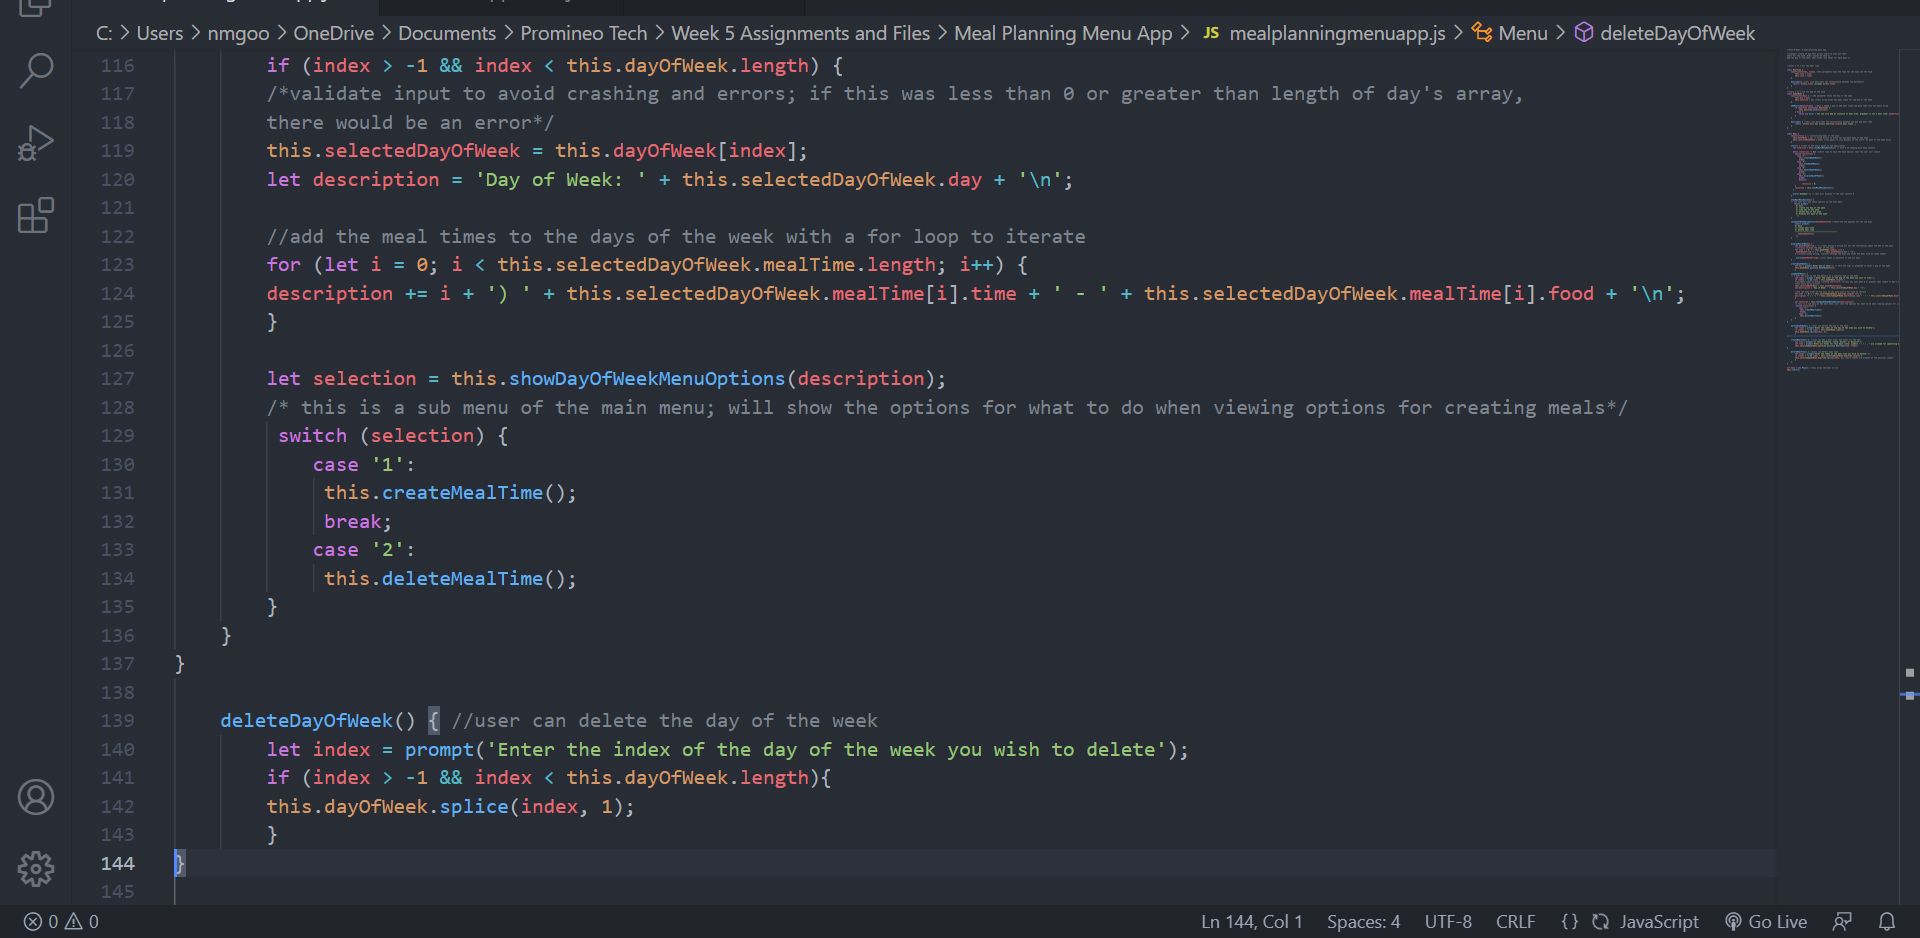 C: > Users > nmgoo > OneDrive > Documents > Promineo Tech > Week 5 Assignments and Files > Meal Planning Menu App > JS mealplanningmenuapp.js > Menu > deleteDayOfWeek
116 if (index > -1 && index < this.dayOfWeek.length) {
117 /*validate input to avoid crashing and errors; if this was less than 0 or greater than length of day's array,
118 there would be an error*/
119 this.selectedDayOfWeek = this.dayOfWeek[index];
120 let description = 'Day of Week: ' + this.selectedDayOfWeek.day + '\n';
121
122 //add the meal times to the days of the week with a for loop to iterate
123 for (let i = 0; i < this.selectedDayOfWeek.mealTime.length; i++) {
124 description += i + ') ' + this.selectedDayOfWeek.mealTime[i].time + ' - ' + this.selectedDayOfWeek.mealTime[i].food + '\n';
125 }
126
127 let selection = this.showDayOfWeekMenuOptions(description);
128 /* this is a sub menu of the main menu; will show the options for what to do when viewing options for creating meals*/
129 switch (selection) {
130 case '1':
131 this.createMealTime();
132 break;
133 case '2':
134 this.deleteMealTime();
135 }
136 }
137 }
138
139 deleteDayOfWeek() { //user can delete the day of the week
140 let index = prompt('Enter the index of the day of the week you wish to delete');
141 if (index > -1 && index < this.dayOfWeek.length){
142 this.dayOfWeek.splice(index, 1);
143 }
144 }
145
0 0 Ln 144, Col 1 Spaces: 4 UTF-8 CRLF {} JavaScript Go Live